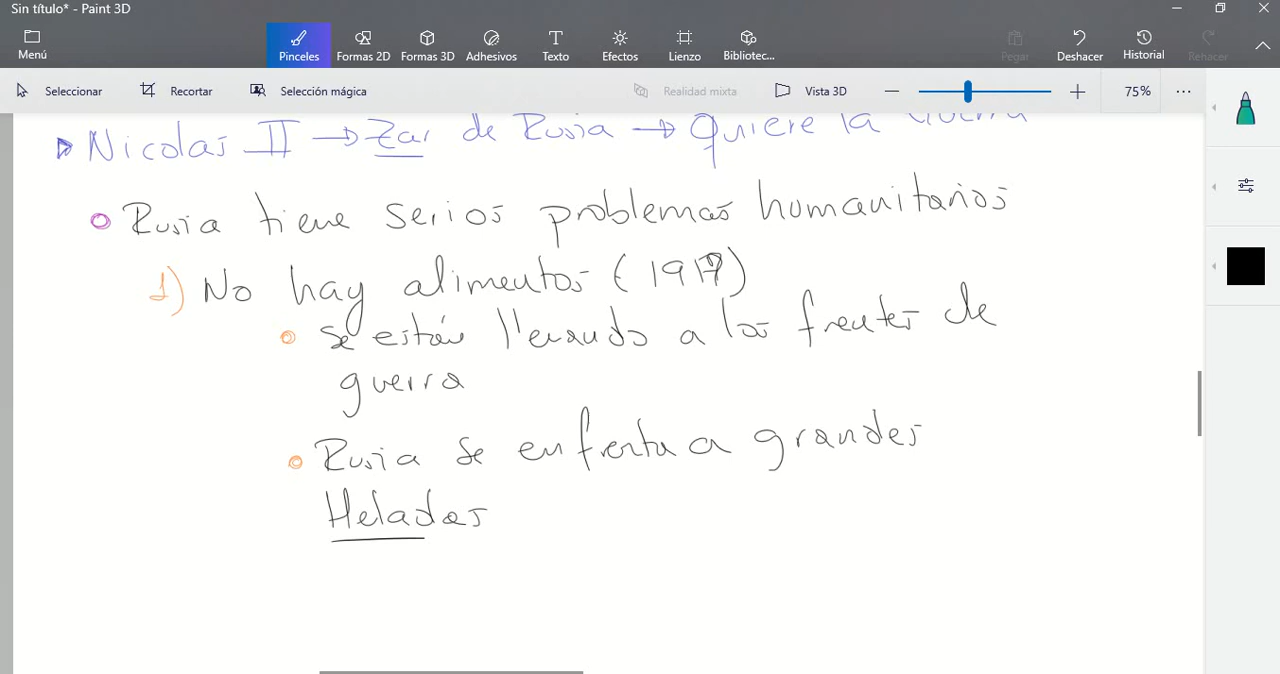 Sin título* - Paint 3D
Menú
Pinceles
Formas 2D
Formas 3D
Adhesivos
Texto
Efectos
Lienzo
Bibliotec...
Pegar
Deshacer
Historial
Rehacer
Seleccionar
Recortar
Selección mágica
Realidad mixta
Vista 3D
75%
Nicolas II → Zar de Rusia → Quiere la Guerra
Rusia tiene serios problemas humanitarios
1) No hay alimentos (1917)
Se están llevando a los frentes de
guerra
Rusia se enfrenta a grandes
Heladas